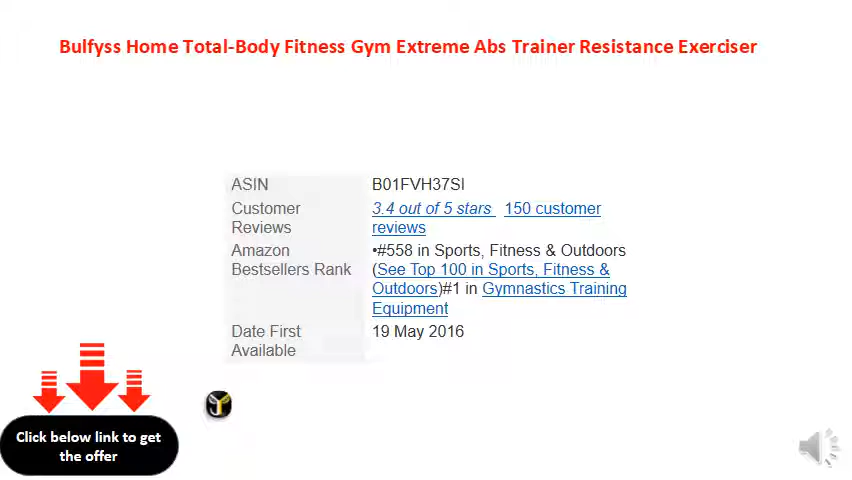 Bulfyss Home Total-Body Fitness Gym Extreme Abs Trainer Resistance Exerciser
ASIN B01FVH37SI
Customer 3.4 out of 5 stars 150 customer
Reviews reviews
Amazon •#558 in Sports, Fitness & Outdoors
Bestsellers Rank (See Top 100 in Sports, Fitness &
Outdoors)#1 in Gymnastics Training
Equipment
Date First 19 May 2016
Available
Click below link to get
the offer